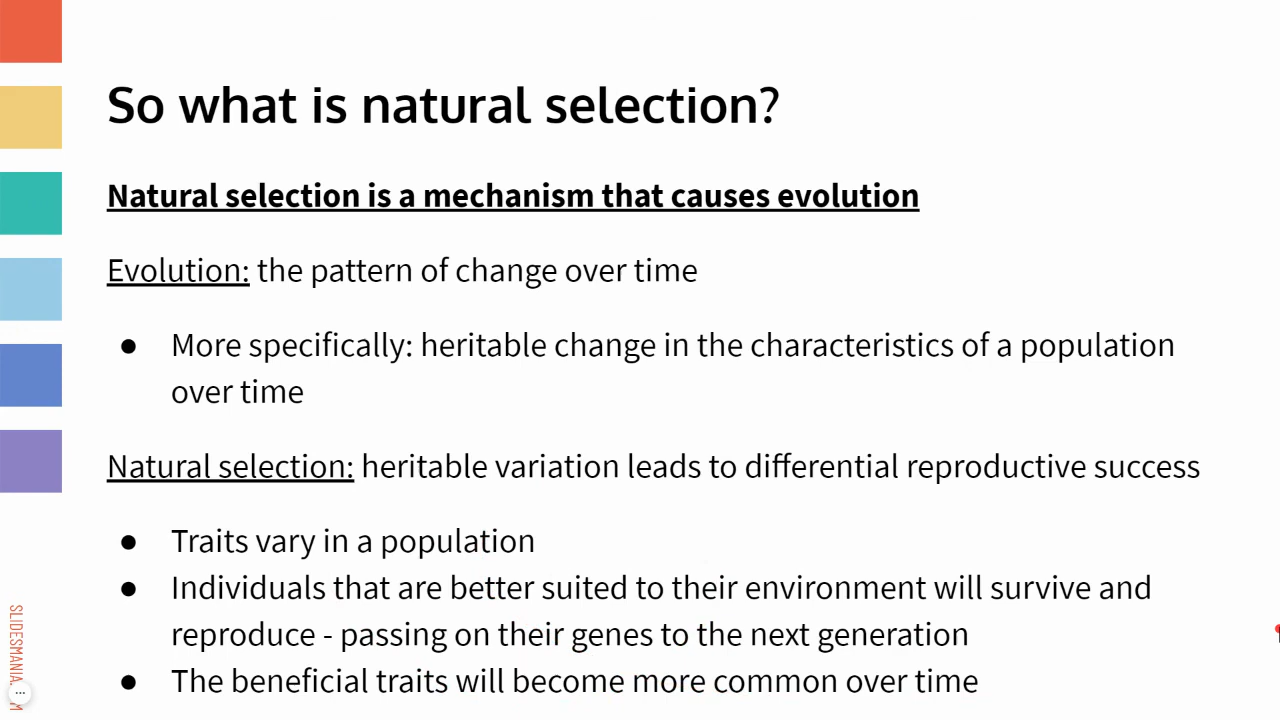 So what is natural selection?
Natural selection is a mechanism that causes evolution
Evolution: the pattern of change over time
● More specifically: heritable change in the characteristics of a population
over time
Natural selection: heritable variation leads to differential reproductive success
● Traits vary in a population
● Individuals that are better suited to their environment will survive and
reproduce - passing on their genes to the next generation
● The beneficial traits will become more common over time
SLIDESMANIA